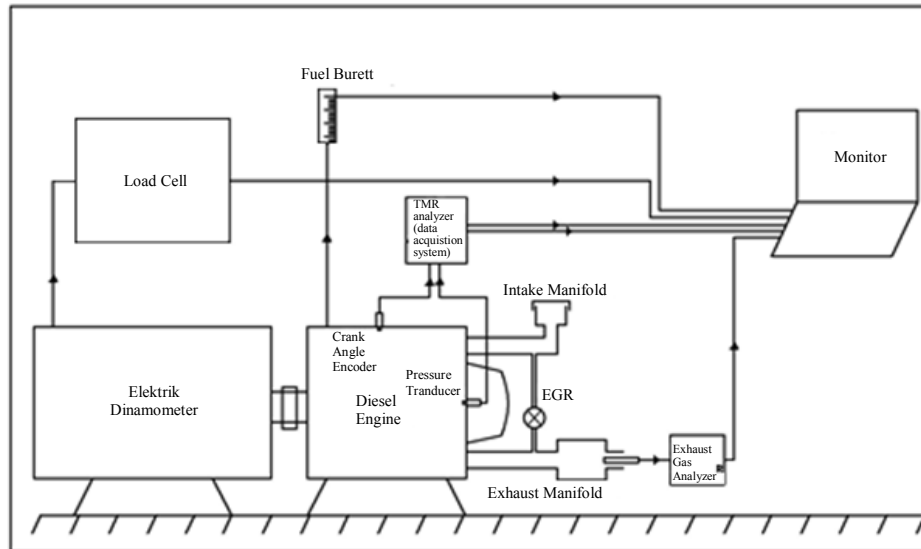 Fuel Burett
Load Cell
Monitor
TMR
analyzer
(data
acquistion
system)
Intake Manifold
Crank
Angle
Encoder
Pressure
Tranducer
Elektrik
Dinamometer
Diesel
Engine
EGR
Exhaust
Gas
Analyzer
Exhaust Manifold